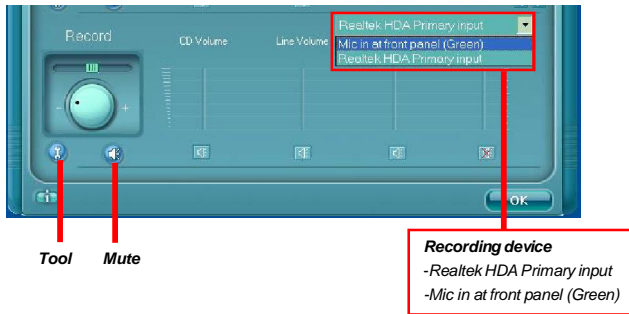 Realtek HDA Primary input
Mic in at front panel (Green)
Realtek HDA Primary input
Record
CD Volume
Line Volume
OK
Tool
Mute
Recording device
-Realtek HDA Primary input
-Mic in at front panel (Green)